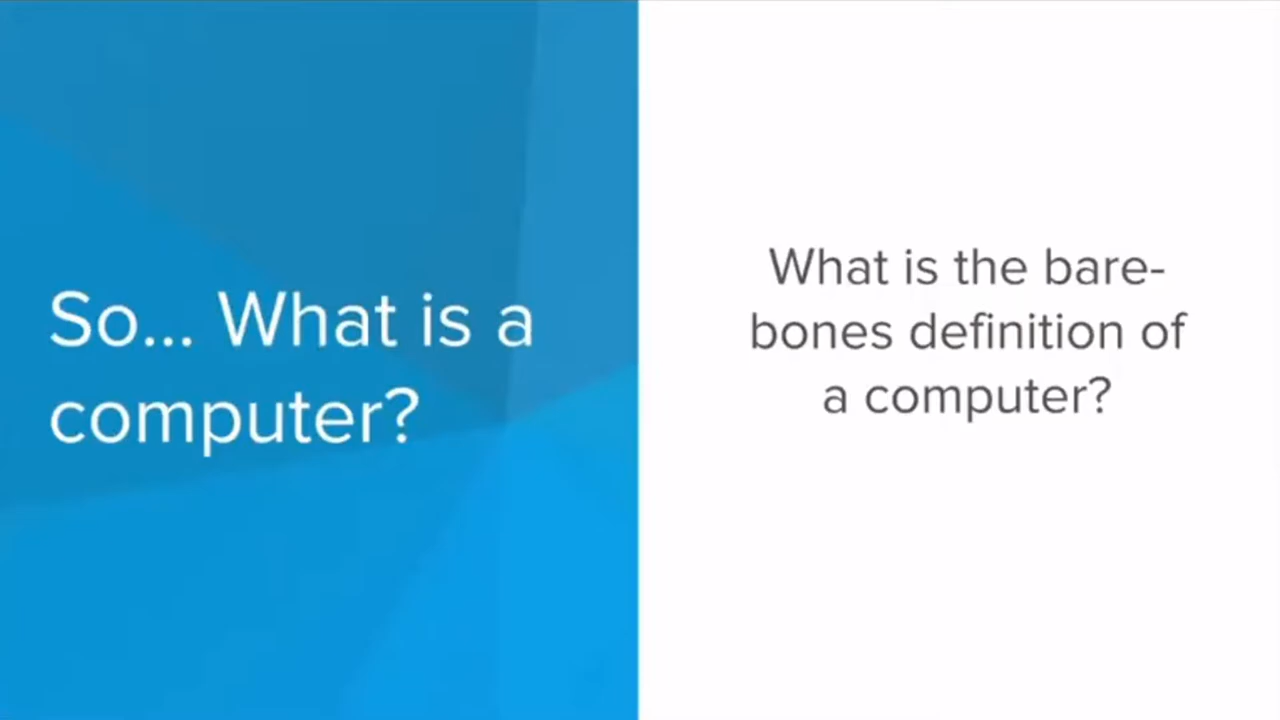 So... What is a
computer?
What is the bare-
bones definition of
a computer?